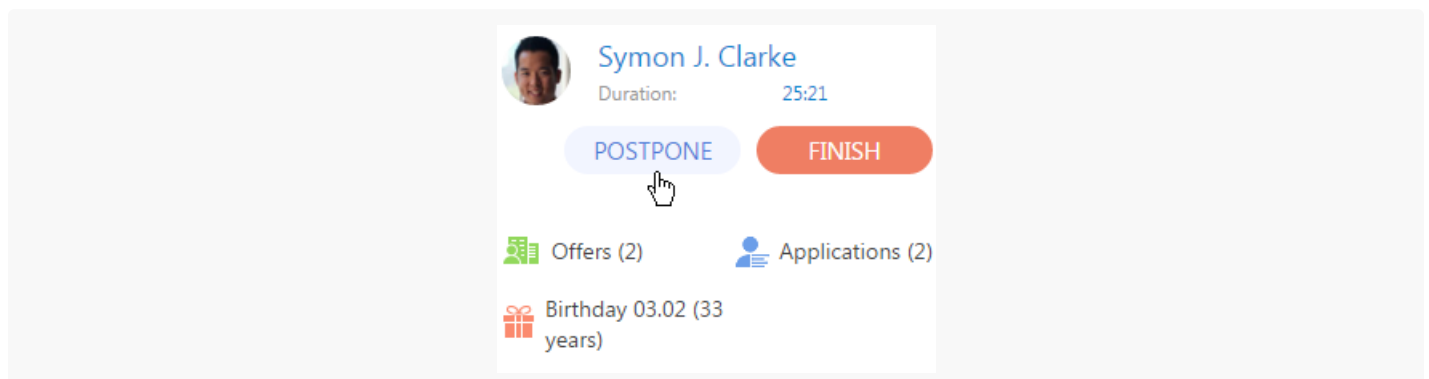 Symon J. Clarke
Duration: 25:21
POSTPONE FINISH
Offers (2) Applications (2)
Birthday 03.02 (33
years)